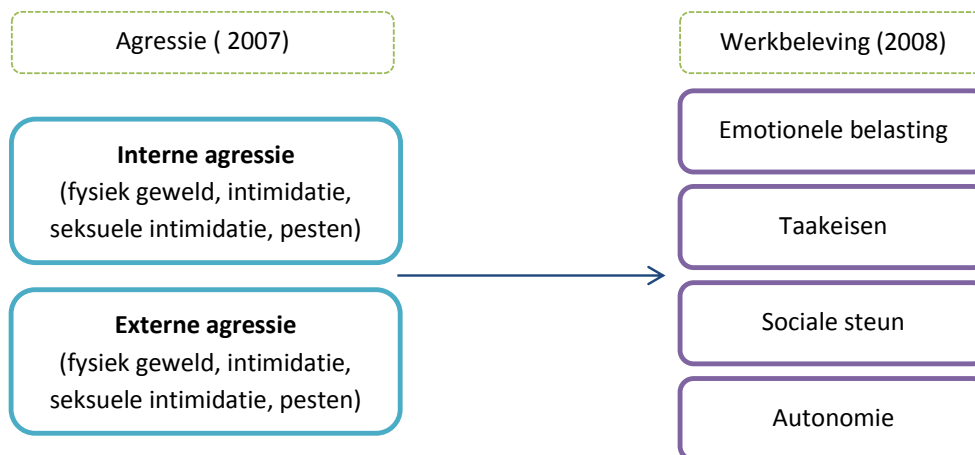 Agressie ( 2007)
Werkbeleving (2008)
Interne agressie
(fysiek geweld, intimidatie,
seksuele intimidatie, pesten)
Externe agressie
(fysiek geweld, intimidatie,
seksuele intimidatie, pesten)
Emotionele belasting
Taakeisen
Sociale steun
Autonomie